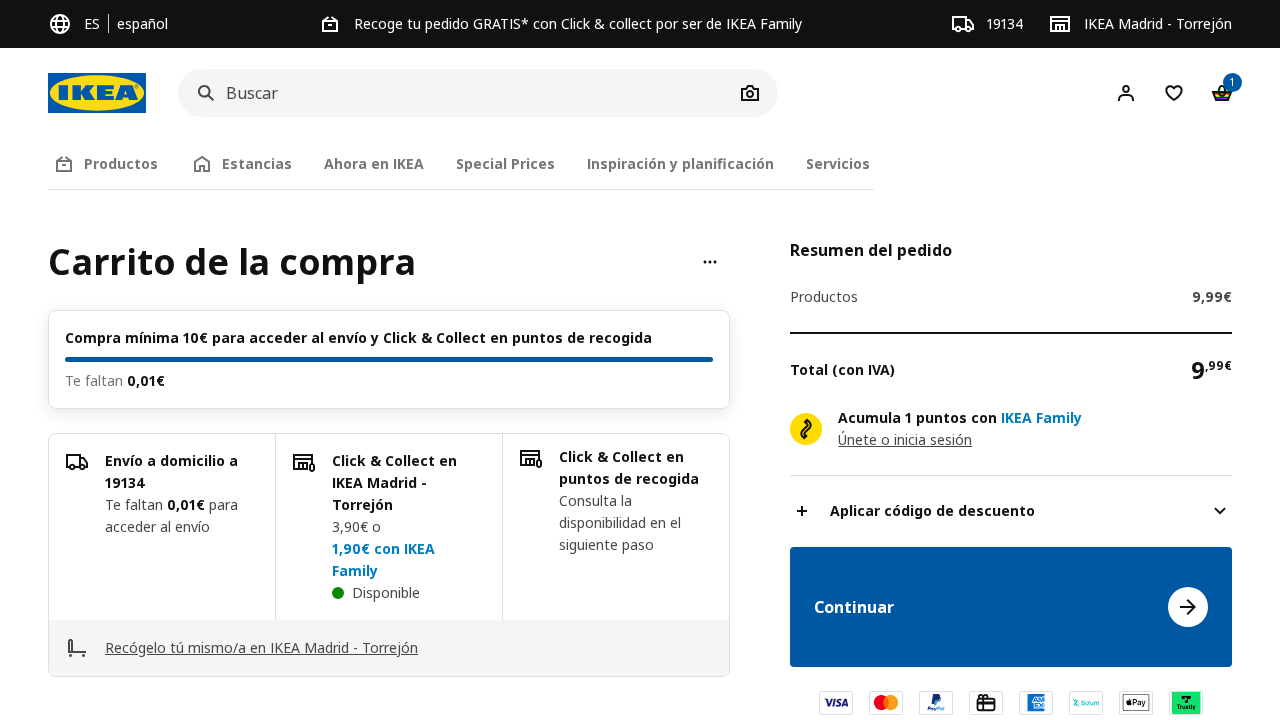 ES
español
Recoge tu pedido GRATIS* con Click & collect por ser de IKEA Family
19134
IKEA Madrid - Torrejón
IKEA
Buscar
1
Productos
Estancias
Ahora en IKEA
Special Prices
Inspiración y planificación
Servicios
Carrito de la compra
Compra mínima 10€ para acceder al envío y Click & Collect en puntos de recogida
Te faltan 0,01€
Envío a domicilio a
19134
Te faltan 0,01€ para
acceder al envío
Click & Collect en
IKEA Madrid -
Torrejón
3,90€ o
1,90€ con IKEA
Family
Disponible
Click & Collect en
puntos de recogida
Consulta la
disponibilidad en el
siguiente paso
Recógelo tú mismo/a en IKEA Madrid - Torrejón
Resumen del pedido
Productos
9,99€
Total (con IVA)
9,99€
Acumula 1 puntos con IKEA Family
Únete o inicia sesión
Aplicar código de descuento
Continuar
VISA
PayPal
AM
EX
bizum
Pay
Trustly